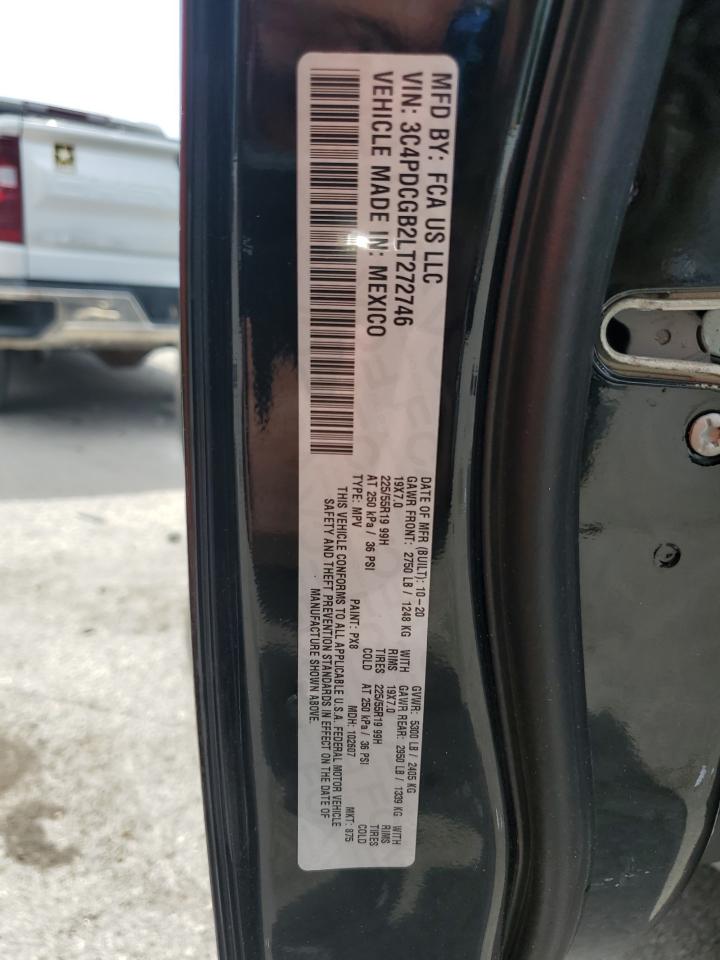 MFD BY: FCA US LLC
VIN: 3C4PDCGB2LT272746
VEHICLE MADE IN: MEXICO
DATE OF MFR (BUILT): 10-20 GVWR: 5300 LB / 2405 KG
GAWR FRONT: 2750 LB / 1248 KG WITH GAWR REAR: 2950 LB / 1339 KG WITH
19X7.0 RIMS 19X7.0 RIMS
225/55R19 99H TIRES 225/55R19 99H TIRES
AT 250 kPa / 36 PSI COLD AT 250 kPa / 36 PSI COLD
TYPE: MPV PAINT: PX8 MDH: 102607 MKT: 875
THIS VEHICLE CONFORMS TO ALL APPLICABLE U.S.A. FEDERAL MOTOR VEHICLE
SAFETY AND THEFT PREVENTION STANDARDS IN EFFECT ON THE DATE OF
MANUFACTURE SHOWN ABOVE.